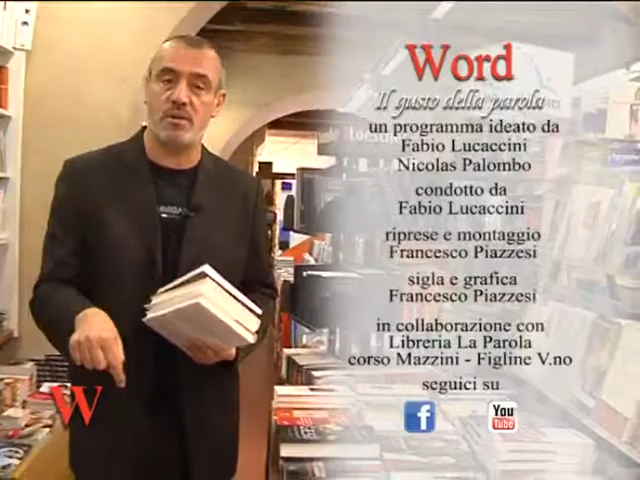 Word
Il gusto della parola
un programma ideato da
Fabio Lucaccini
Nicolas Palombo
condotto da
Fabio Lucaccini
riprese e montaggio
Francesco Piazzesi
sigla e grafica
Francesco Piazzesi
in collaborazione con
Libreria La Parola
corso Mazzini - Figline V.no
seguici su
f
You
Tube
W